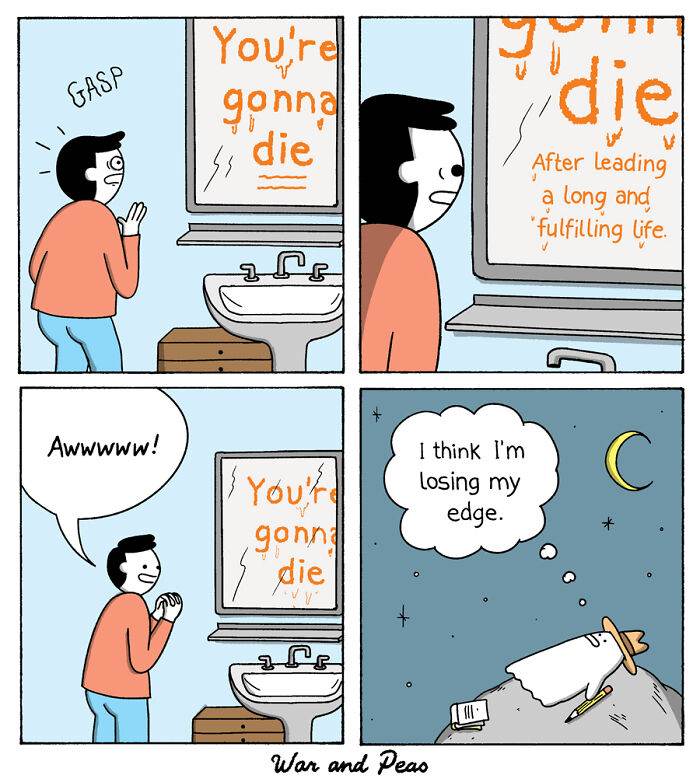 GASP
You're
gonna
die
gonna
die
After leading
a long and
fulfilling life.
Awwwww!
You're
gonna
die
I think I'm
losing my
edge.
War and Peas